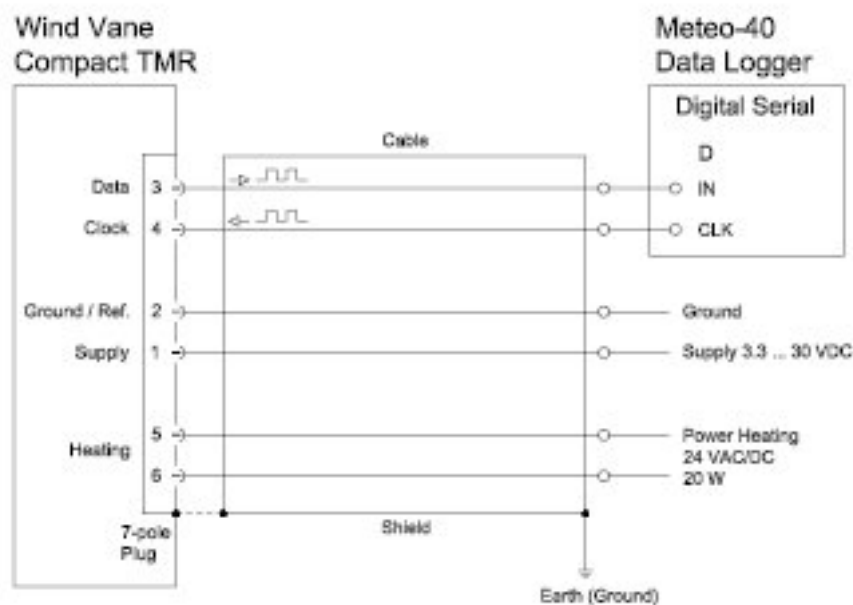 Wind Vane
Compact TMR
Meteo-40
Data Logger
Digital Serial
Cable
D
Data 3 IN
Clock 4 CLK
Ground / Ref. 2 Ground
Supply 1 Supply 3.3 ... 30 VDC
Heating
5
6
Power Heating
24 VAC/DC
20 W
7-pole
Plug
Shield
Earth (Ground)